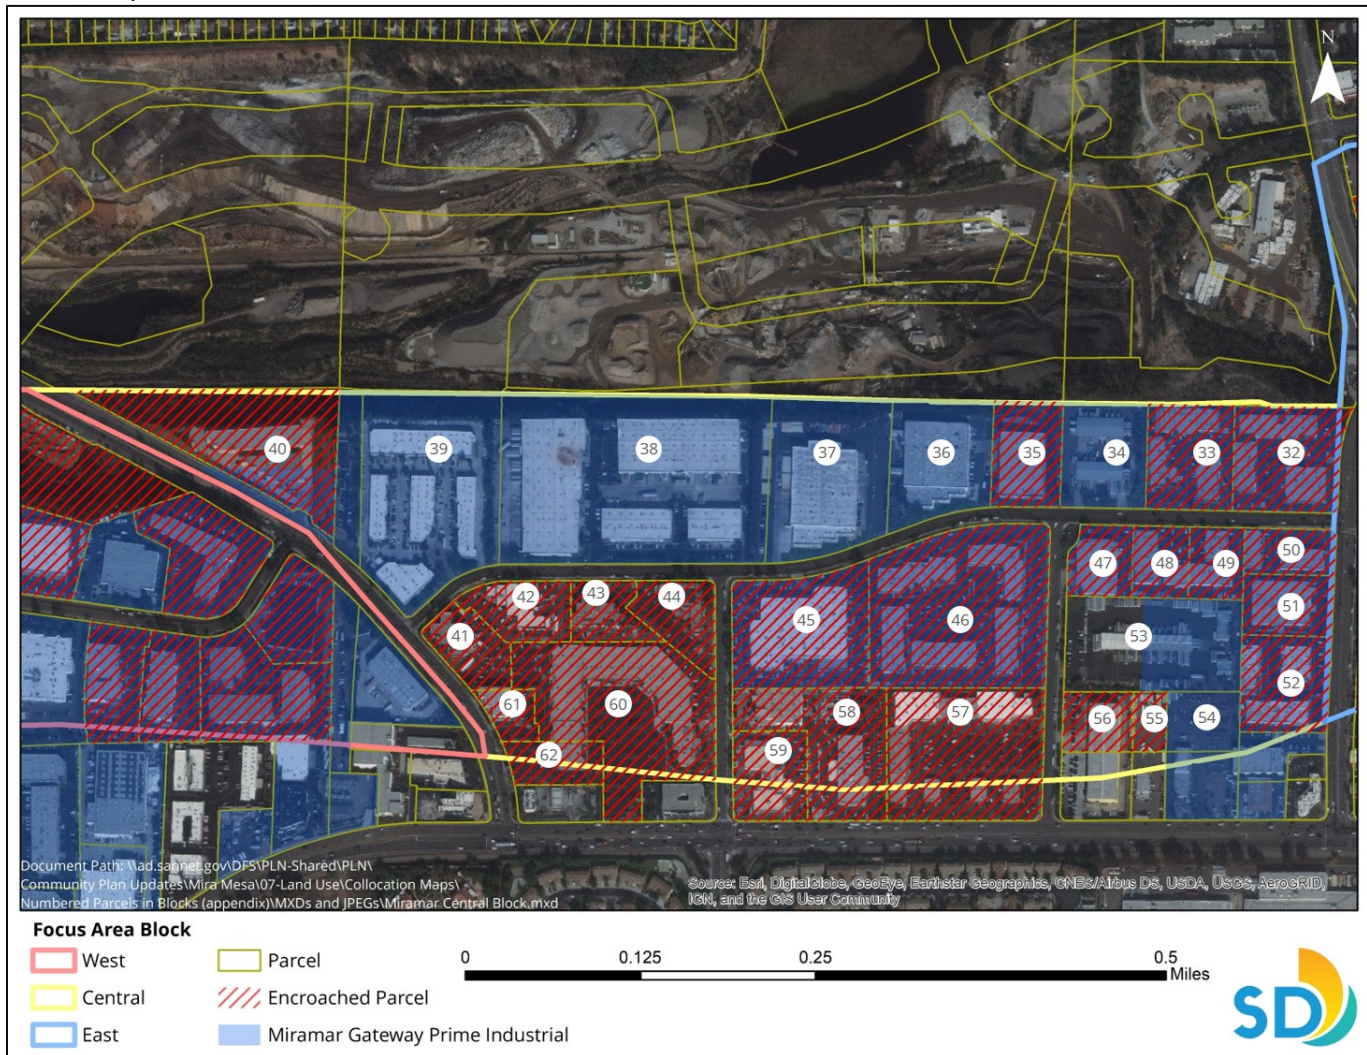 N
40
39
38
37
36
35
34
33
32
47
48
49
50
42
43
44
41
45
46
51
53
52
61
60
58
57
56
55
54
59
62
Document Path: \\ad.sannet.gov\DFS\PLN-Shared\PLN\
Community Plan Updates\Mira Mesa\07-Land Use\Collocation Maps\
Numbered Parcels in Blocks (appendix)\MXDs and JPEGs\Miramar Central Block.mxd
Source: Esri, DigitalGlobe, GeoEye, Earthstar Geographics, CNES/Airbus DS, USDA, USGS, AeroGRID,
IGN, and the GIS User Community
Focus Area Block
West
Central
East
Parcel
Encroached Parcel
Miramar Gateway Prime Industrial
0 0.125 0.25 0.5
Miles
SD